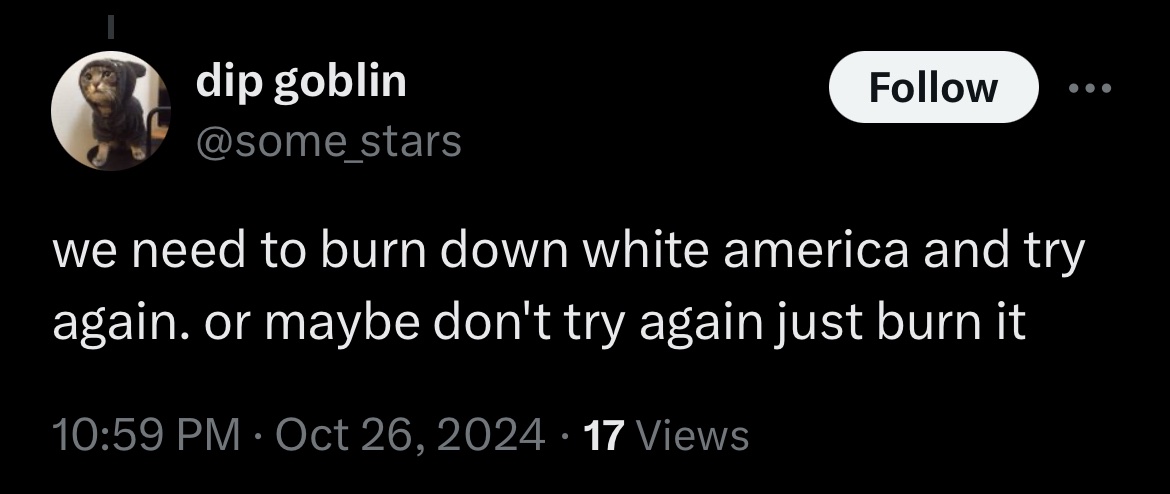 dip goblin
Follow
@some_stars
we need to burn down white america and try
again. or maybe don't try again just burn it
10:59 PM · Oct 26, 2024 · 17 Views